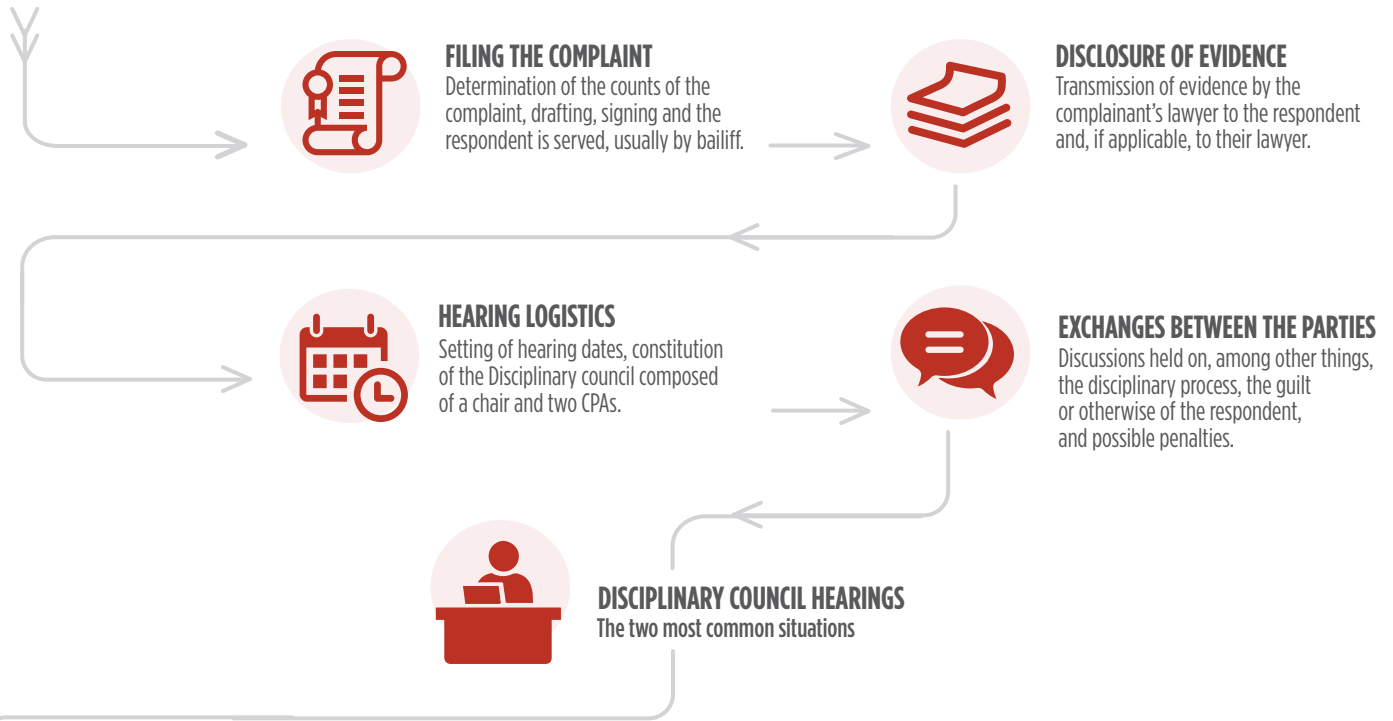 FILING THE COMPLAINT
Determination of the counts of the
complaint, drafting, signing and the
respondent is served, usually by bailiff.
DISCLOSURE OF EVIDENCE
Transmission of evidence by the
complainant’s lawyer to the respondent
and, if applicable, to their lawyer.
HEARING LOGISTICS
Setting of hearing dates, constitution
of the Disciplinary council composed
of a chair and two CPAs.
EXCHANGES BETWEEN THE PARTIES
Discussions held on, among other things,
the disciplinary process, the guilt
or otherwise of the respondent,
and possible penalties.
DISCIPLINARY COUNCIL HEARINGS
The two most common situations